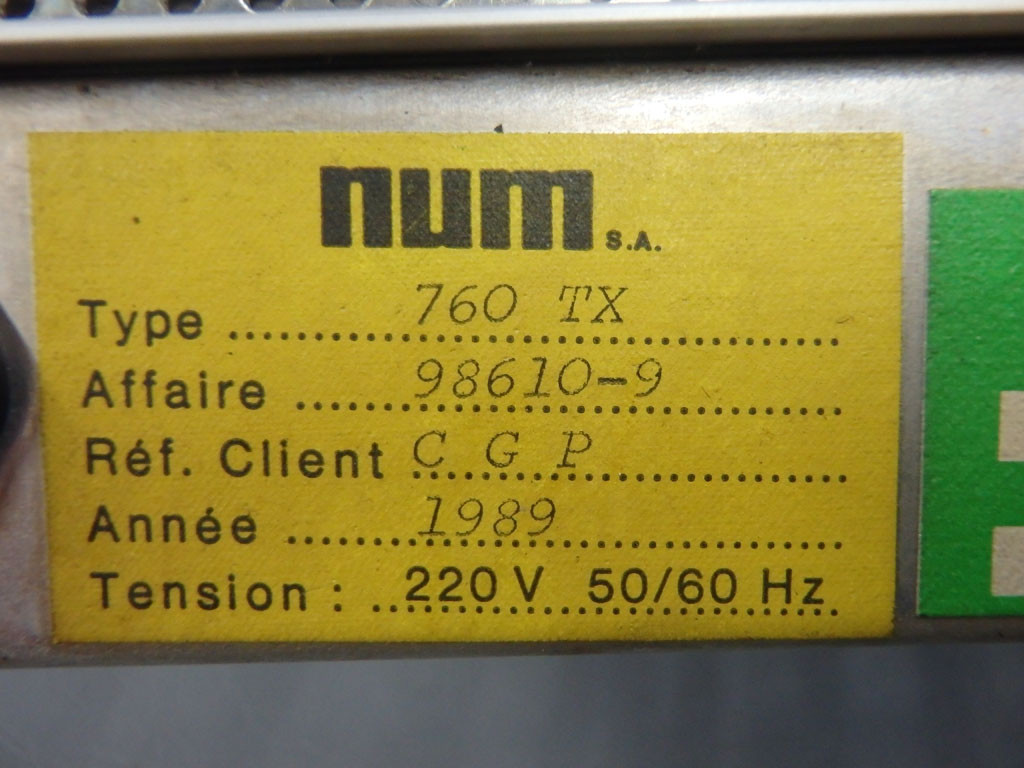 num S.A.
Type 760 TX
Affaire 98610-9
Réf. Client C G P
Année 1989
Tension : 220 V 50/60 Hz